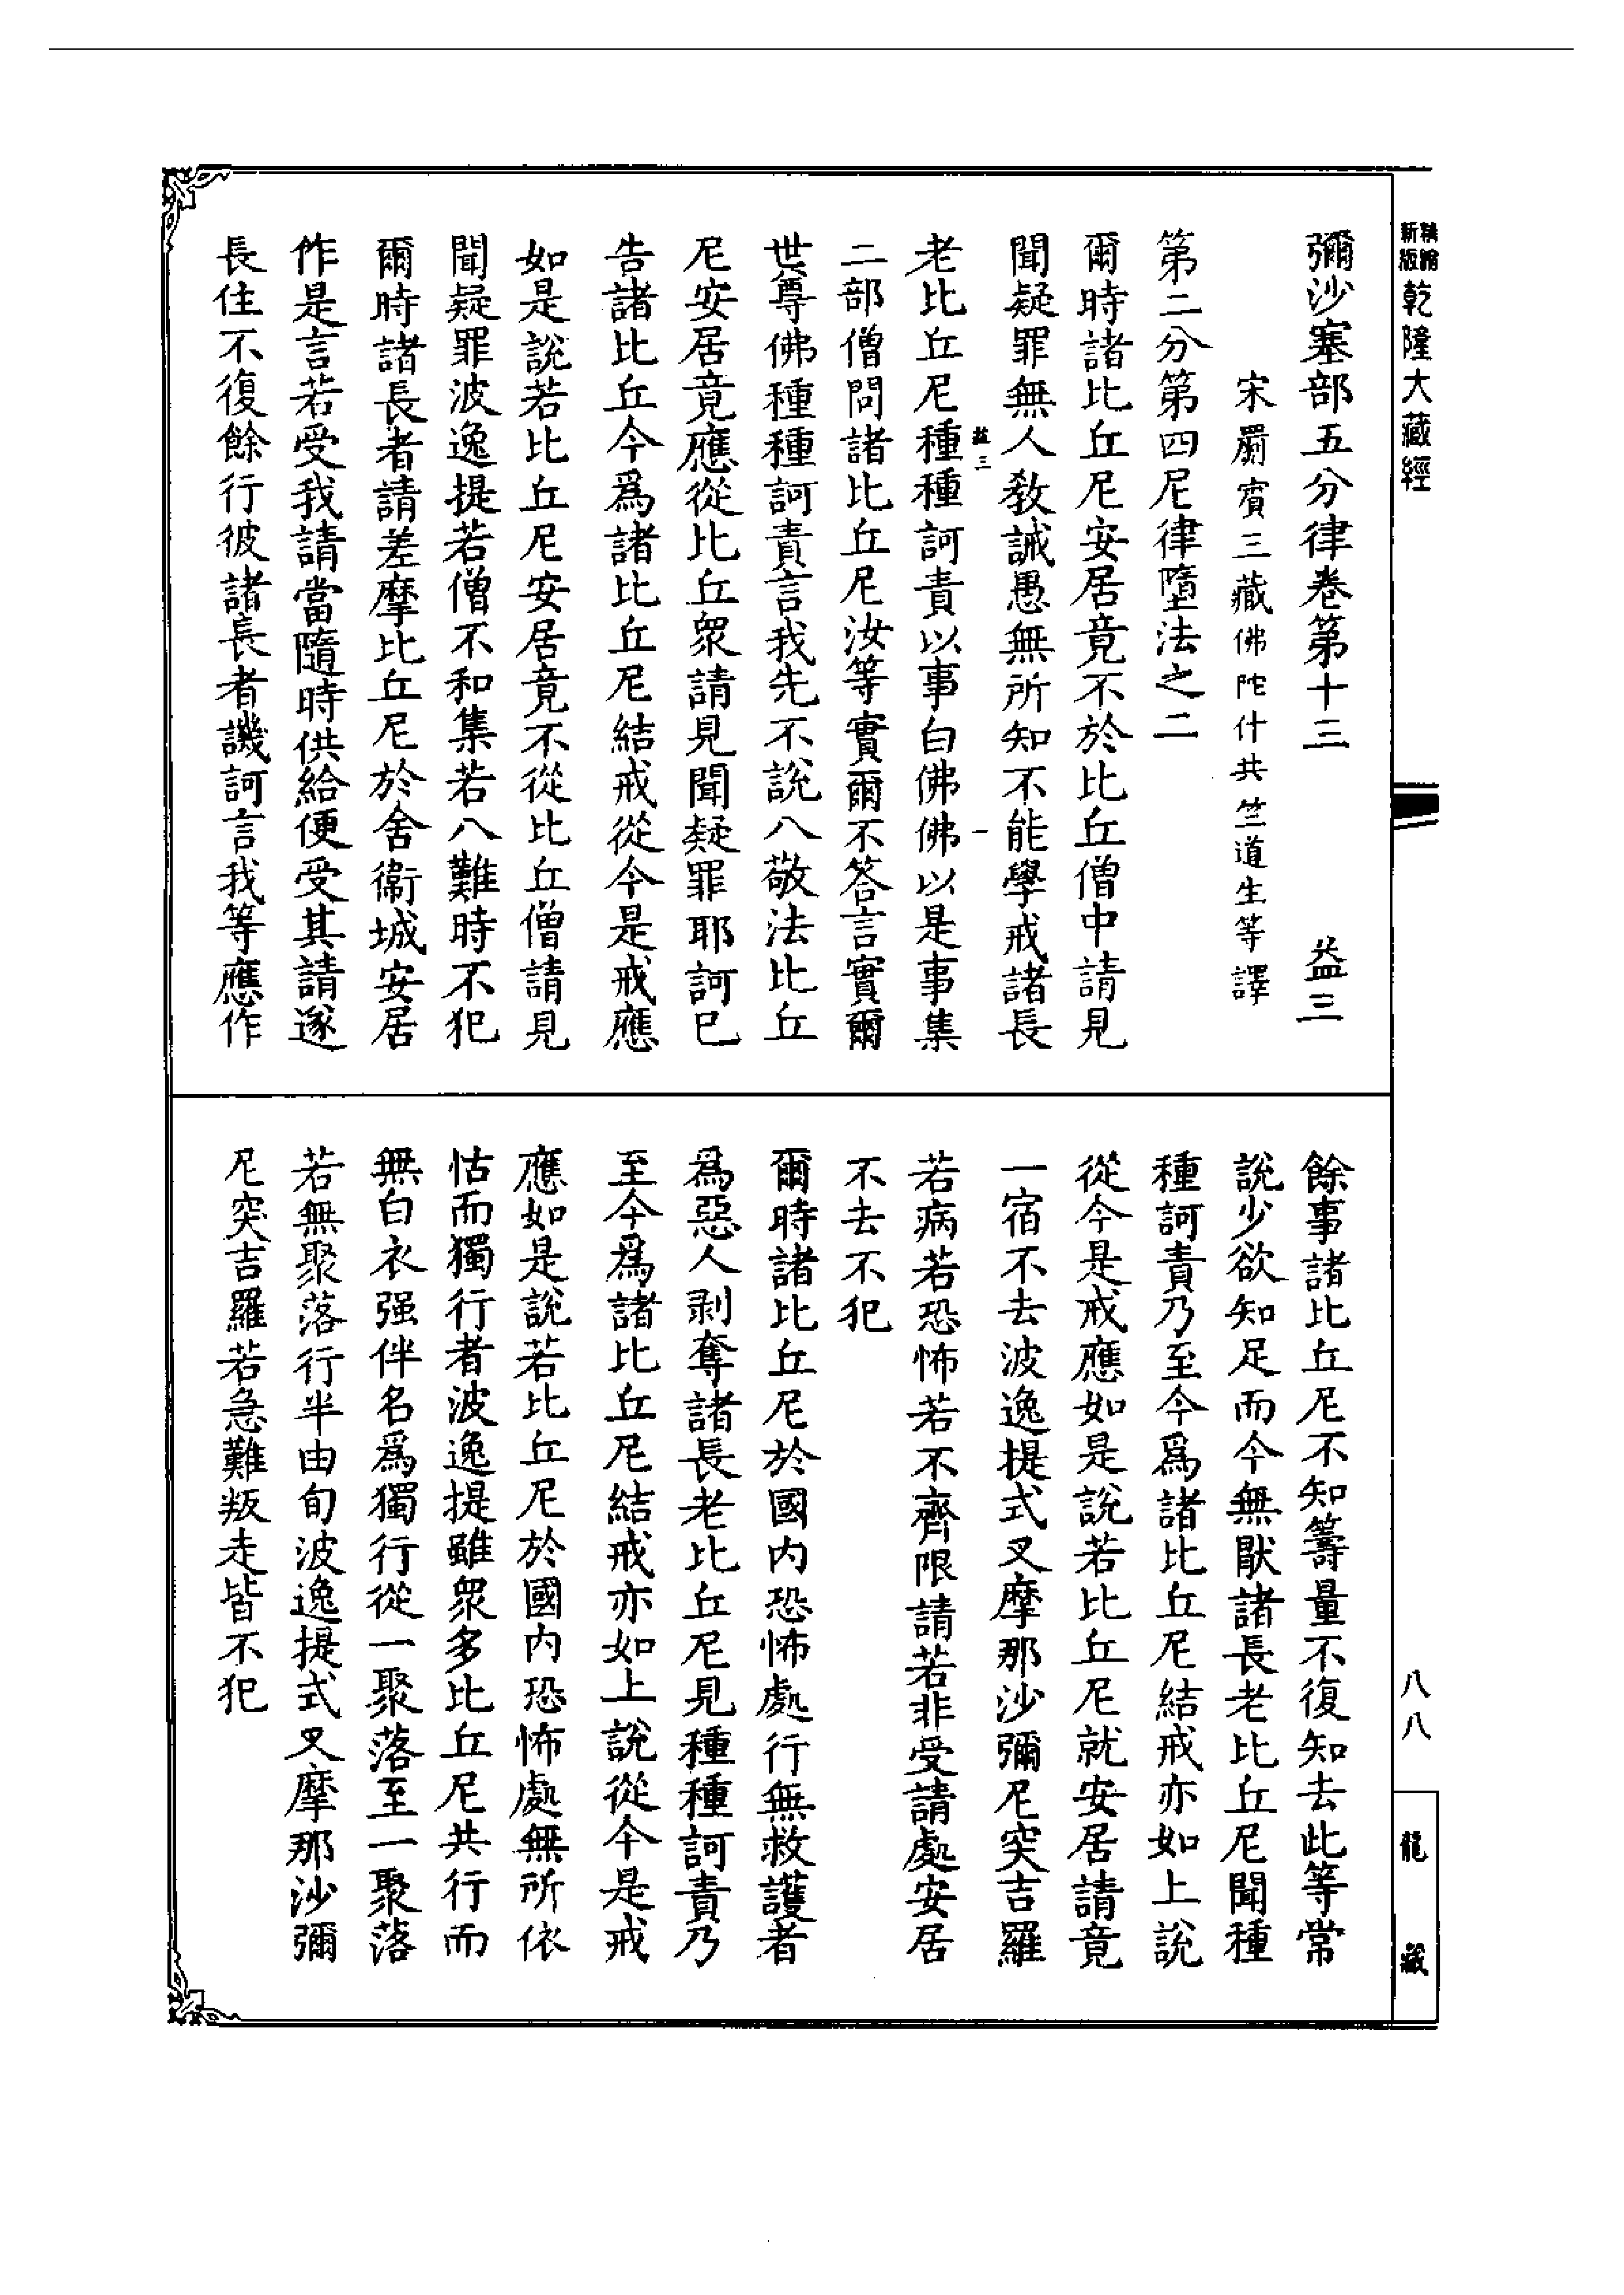 精縮新版乾隆大藏經
彌沙塞部五分律卷第十三　益三
宋罽賓三藏佛陀什共竺道生等譯
第二分第四尼律墮法之二
爾時諸比丘尼安居竟不於比丘僧中請見
聞疑罪無人教誡愚無所知不能學戒諸長
益三　一
老比丘尼種種訶責以事白佛佛以是事集
二部僧問諸比丘尼汝等實爾不答言實爾
世尊佛種種訶責言我先不說八敬法比丘
尼安居竟應從比丘衆請見聞疑罪耶訶已
告諸比丘今爲諸比丘尼結戒從今是戒應
如是說若比丘尼安居竟不從比丘僧請見
聞疑罪波逸提若僧不和集若八難時不犯
爾時諸長者請差摩比丘尼於舍衞城安居
作是言若受我請當隨時供給便受其請遂
長住不復餘行彼諸長者譏訶言我等應作
餘事諸比丘尼不知籌量不復知去此等常
說少欲知足而今無猒諸長老比丘尼聞種
種訶責乃至今爲諸比丘尼結戒亦如上說
從今是戒應如是說若比丘尼就安居請竟
一宿不去波逸提式叉摩那沙彌尼突吉羅
若病若恐怖若不齊限請若非受請處安居
不去不犯
爾時諸比丘尼於國内恐怖處行無救護者
爲惡人剥奪諸長老比丘尼見種種訶責乃
至今爲諸比丘尼結戒亦如上說從今是戒
應如是說若比丘尼於國内恐怖處無所依
怙而獨行者波逸提雖衆多比丘尼共行而
無白衣强伴名爲獨行從一聚落至一聚落
若無聚落行半由旬波逸提式叉摩那沙彌
尼突吉羅若急難叛走皆不犯
八八
龍藏